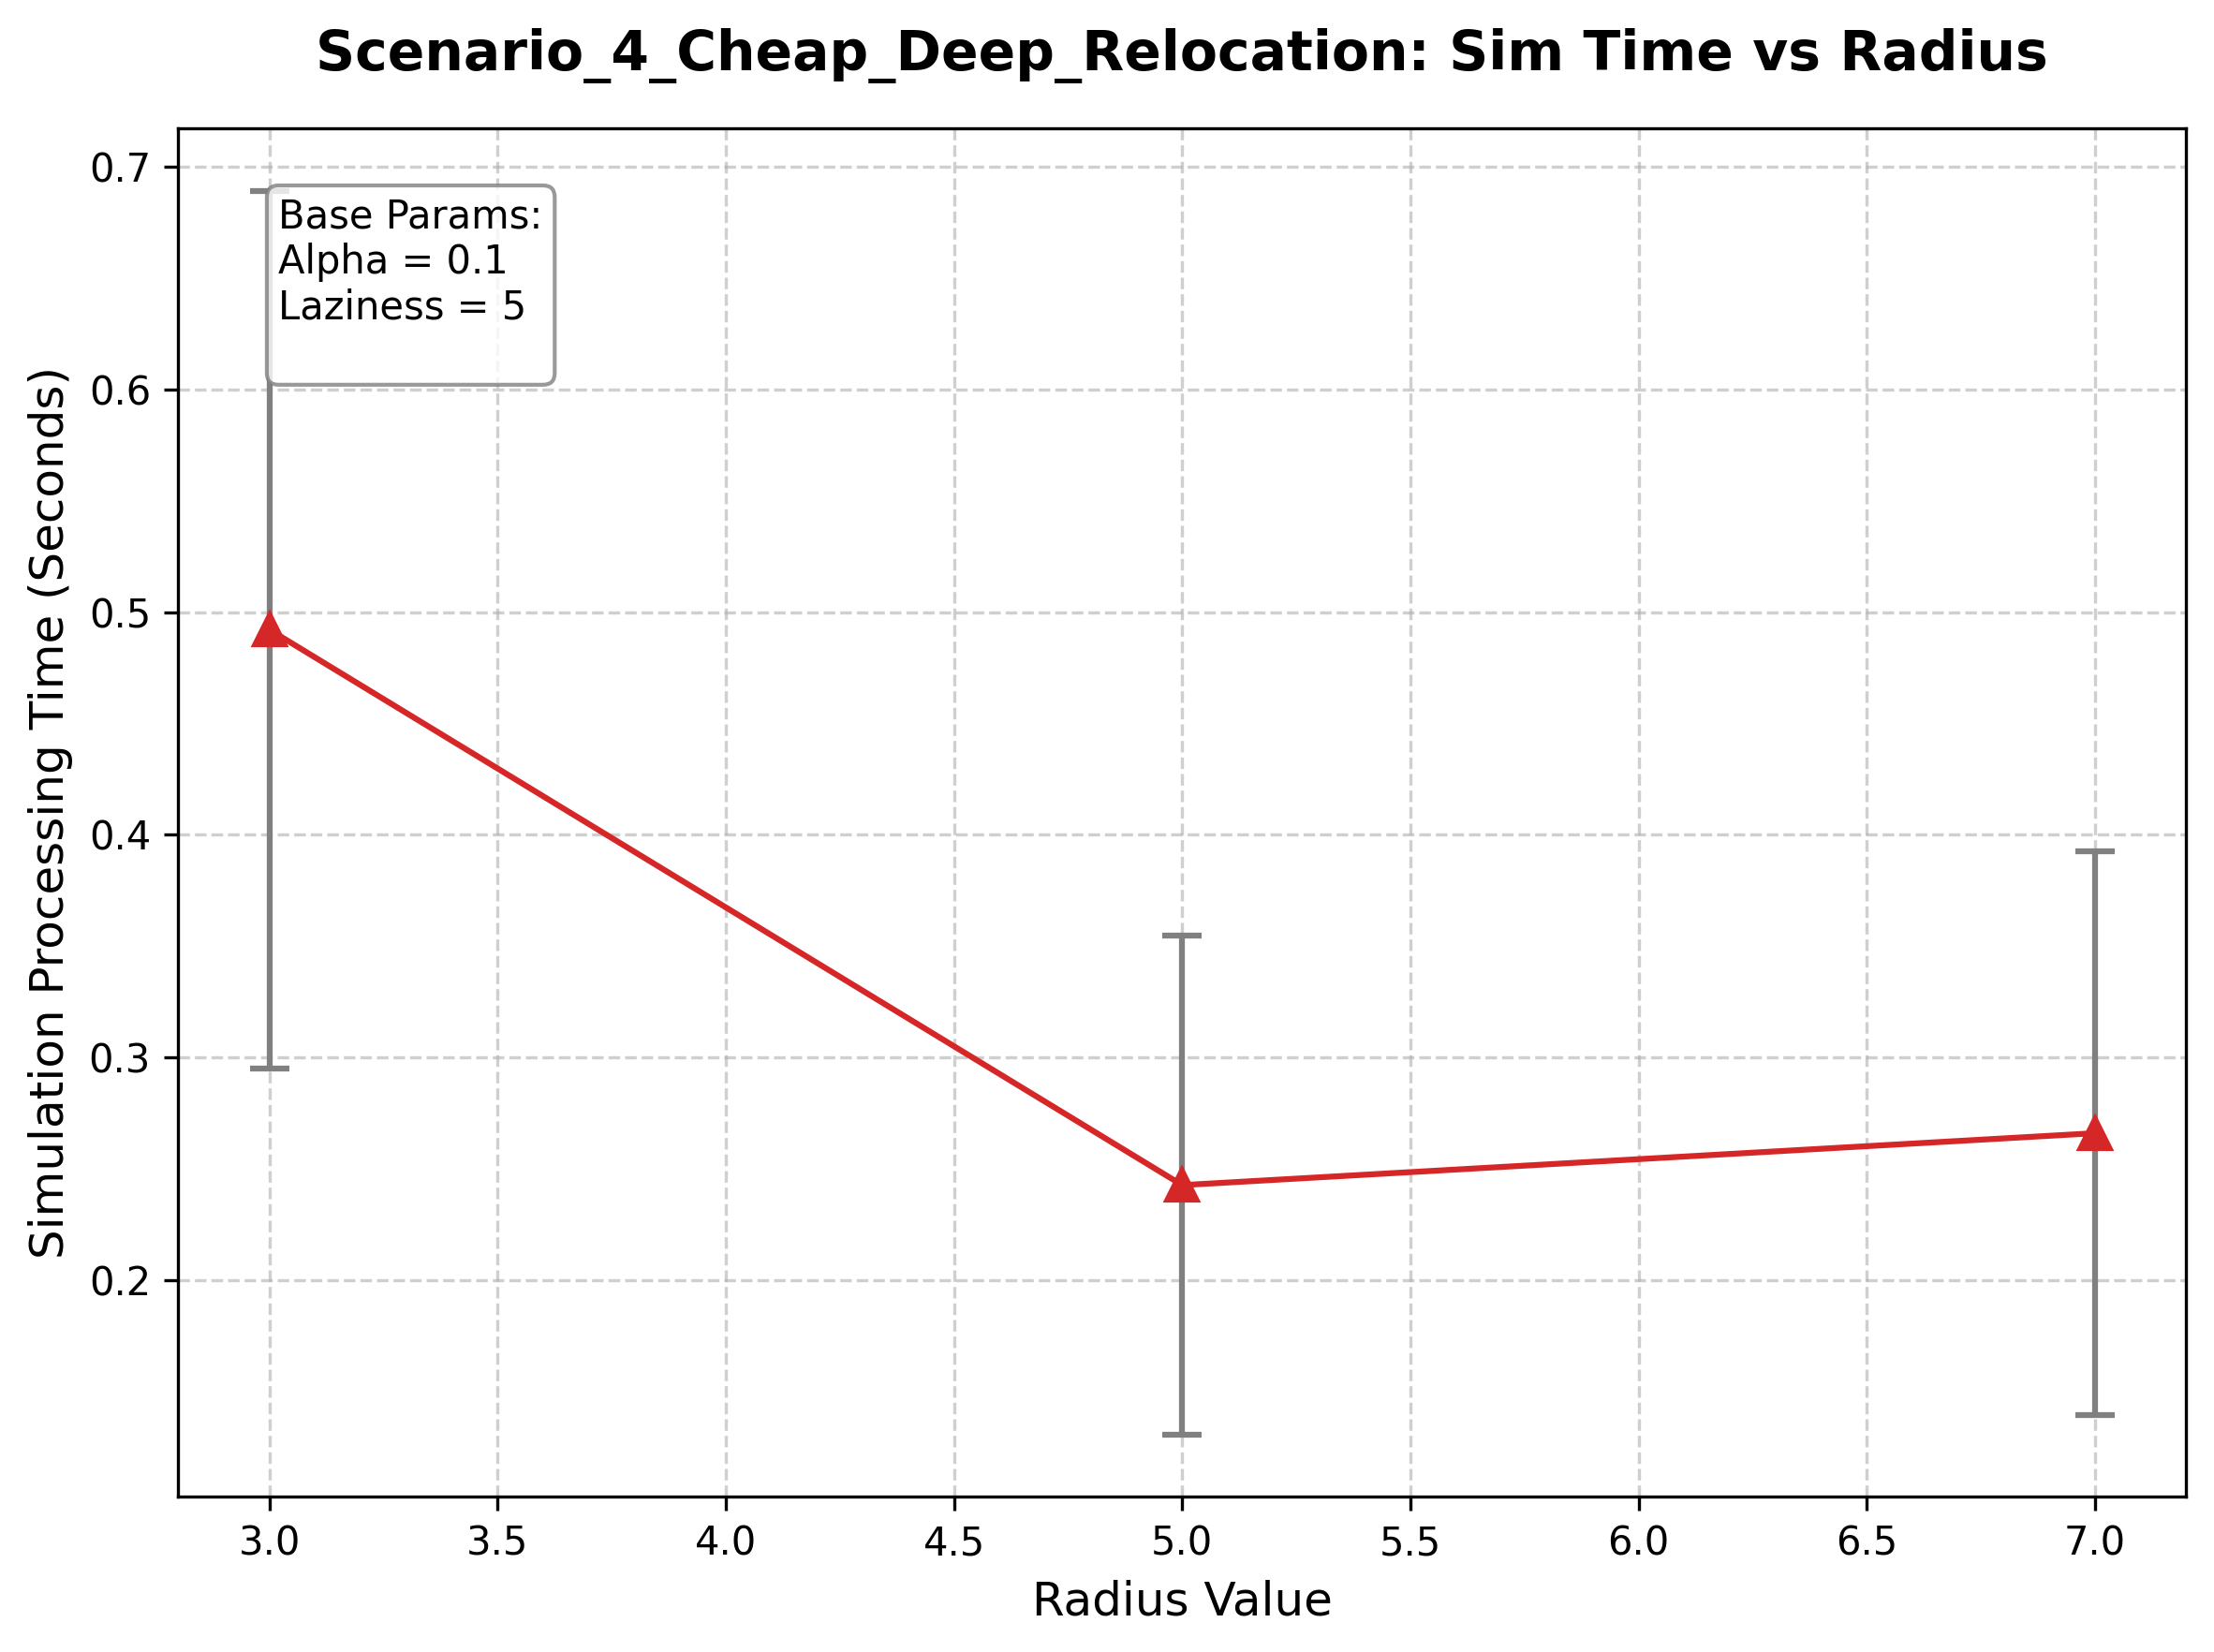 Scenario_4_Cheap_Deep_Relocation: Sim Time vs Radius
Simulation Processing Time (Seconds)
0.7
0.6
0.5
0.4
0.3
0.2
Base Params:
Alpha = 0.1
Laziness = 5
3.0 3.5 4.0 4.5 5.0 5.5 6.0 6.5 7.0
Radius Value